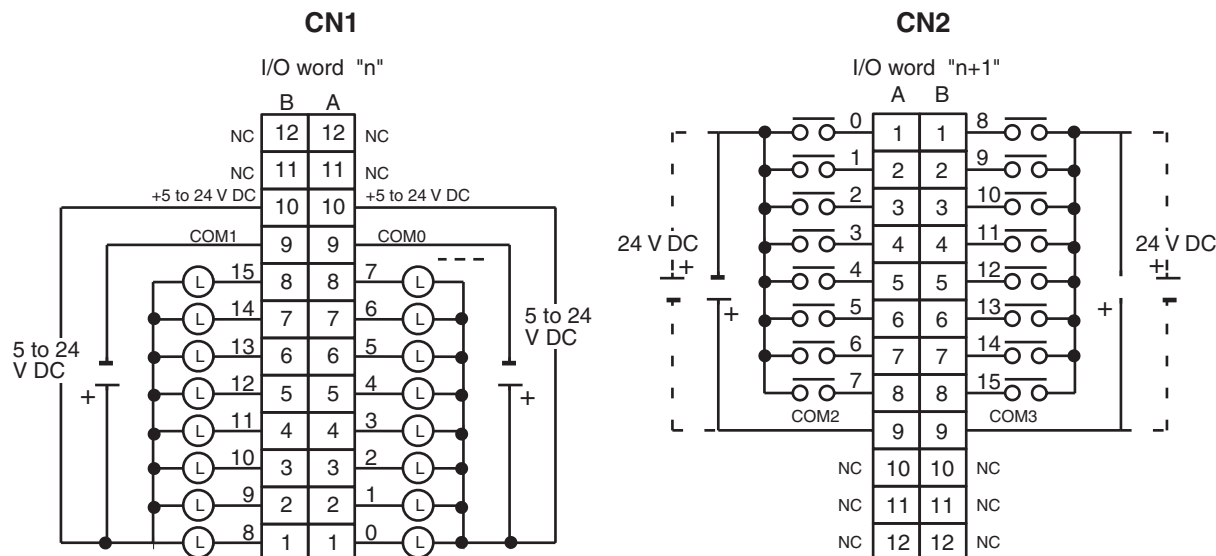 CN1
I/O word "n"
B A
NC 12 12 NC
NC 11 11 NC
+5 to 24 V DC 10 10 +5 to 24 V DC
COM1 9 9 COM0
L 15 8 8 7 L
L 14 7 7 6 L
L 13 6 6 5 L
L 12 5 5 4 L
L 11 4 4 3 L
L 10 3 3 2 L
L 9 2 2 1 L
L 8 1 1 0 L
5 to 24
V DC
+
5 to 24
V DC
+
CN2
I/O word "n+1"
A B
0 1 1 8
1 2 2 9
2 3 3 10
3 4 4 11
4 5 5 12
5 6 6 13
6 7 7 14
7 8 8 15
COM2 9 9 COM3
NC 10 10 NC
NC 11 11 NC
NC 12 12 NC
24 V DC
+
+
24 V DC
+
+